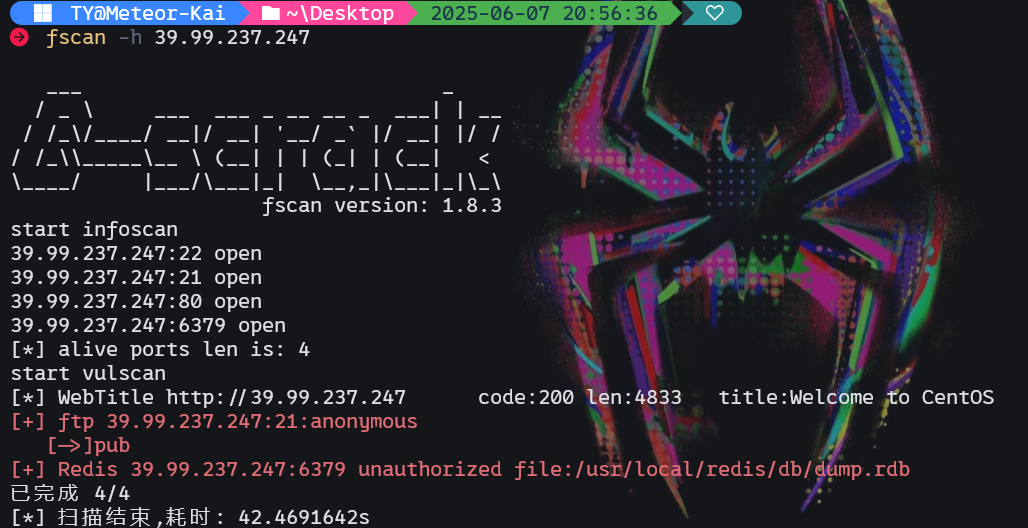 TY@Meteor-Kai ~\Desktop 2025-06-07 20:56:36
fscan -h 39.99.237.247
   ___                              _
  / _ \     ___  ___ _ __ __ _  ___| | __
 / /_\/____/ __|/ __| '__/ _` |/ __| |/ /
/ /_\\_____\__ \ (__| | | (_| | (__|   <
\____/     |___/\___|_|  \__,_|\___|_|\_\
fscan version: 1.8.3
start infoscan
39.99.237.247:22 open
39.99.237.247:21 open
39.99.237.247:80 open
39.99.237.247:6379 open
[*] alive ports len is: 4
start vulscan
[*] WebTitle http://39.99.237.247      code:200 len:4833   title:Welcome to CentOS
[+] ftp 39.99.237.247:21:anonymous
   [->]pub
[+] Redis 39.99.237.247:6379 unauthorized file:/usr/local/redis/db/dump.rdb
已完成 4/4
[*] 扫描结束,耗时: 42.4691642s